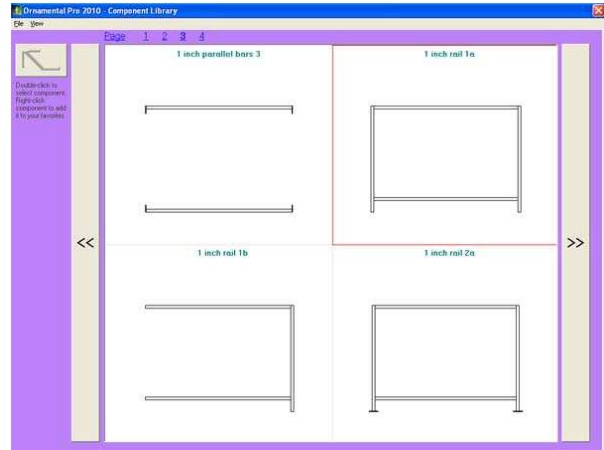 Ornamental Pro 2010 - Component Library
File View
Page 1 2 3 4
Double-click to
select component.
Right-click
component to add
it to your favorites.
1 inch parallel bars 3
1 inch rail 1a
<<
>>
1 inch rail 1b
1 inch rail 2a